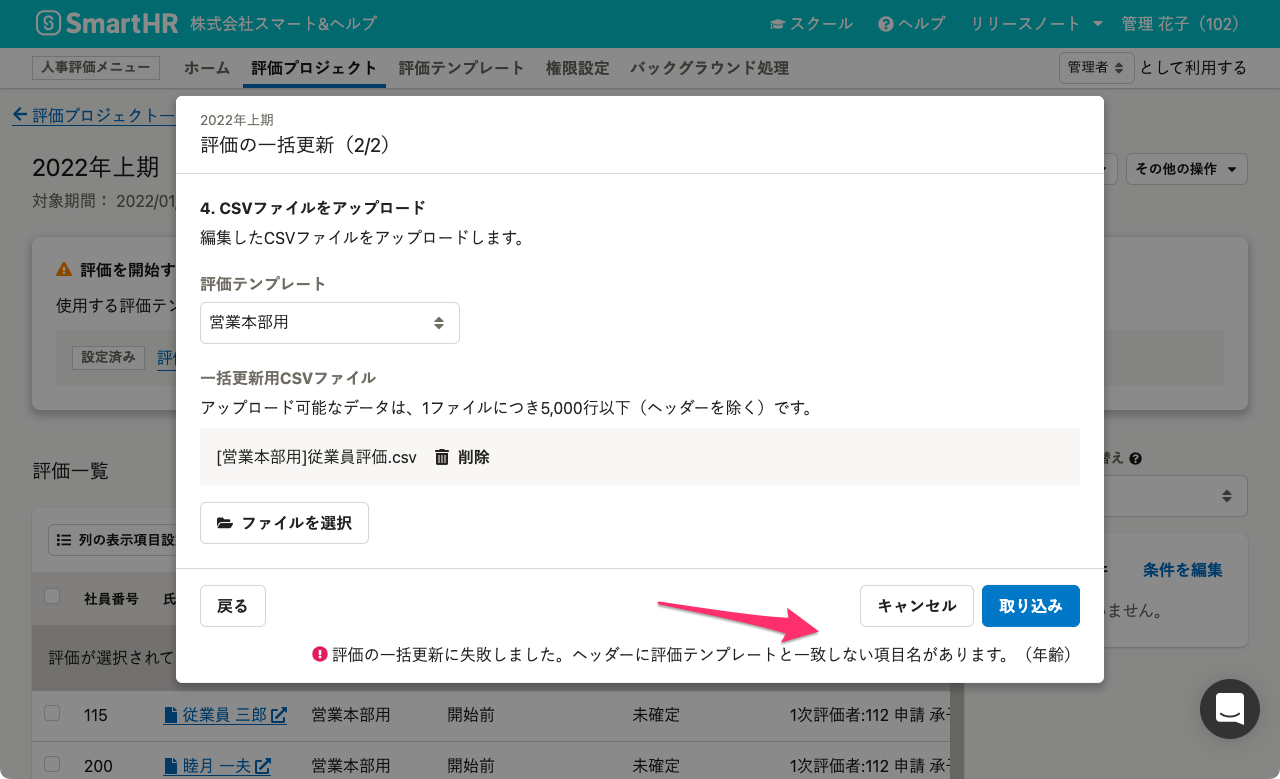 SmartHR 株式会社スマート&ヘルプ スクール ヘルプ リリースノート 管理 花子（102）
人事評価メニュー ホーム 評価プロジェクト 評価テンプレート 権限設定 バックグラウンド処理 管理者 として利用する
評価プロジェクト一
2022年上期
対象期間： 2022/01
その他の操作
評価を開始す
使用する評価テン
設定済み 評価
2022年上期
評価の一括更新（2/2）
4. CSVファイルをアップロード
編集したCSVファイルをアップロードします。
評価テンプレート
営業本部用
一括更新用CSVファイル
アップロード可能なデータは、1ファイルにつき5,000行以下（ヘッダーを除く）です。
[営業本部用]従業員評価.csv 削除
ファイルを選択
戻る キャンセル 取り込み
評価の一括更新に失敗しました。ヘッダーに評価テンプレートと一致しない項目名があります。（年齢）
評価一覧
替え
列の表示項目設
条件を編集
社員番号 氏
いません。
評価が選択されて
115 従業員 三郎 営業本部用 開始前 未確定 1次評価者:112 申請 承
200 睦月 一夫 営業本部用 開始前 未確定 1次評価者:112 申請 承